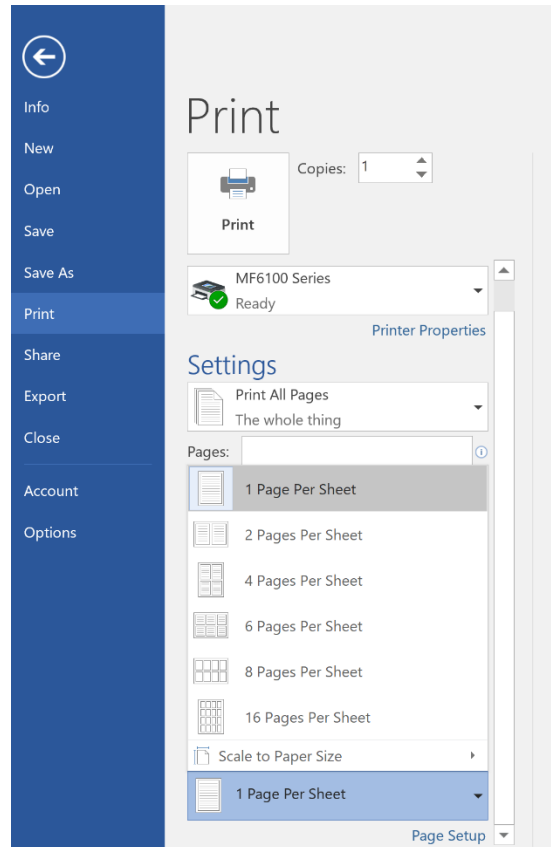 Info
New
Open
Save
Save As
Print
Share
Export
Close
Account
Options
Print
Print
Copies: 1
MF6100 Series
Ready
Printer Properties
Settings
Print All Pages
The whole thing
Pages:
1 Page Per Sheet
2 Pages Per Sheet
4 Pages Per Sheet
6 Pages Per Sheet
8 Pages Per Sheet
16 Pages Per Sheet
Scale to Paper Size
1 Page Per Sheet
Page Setup